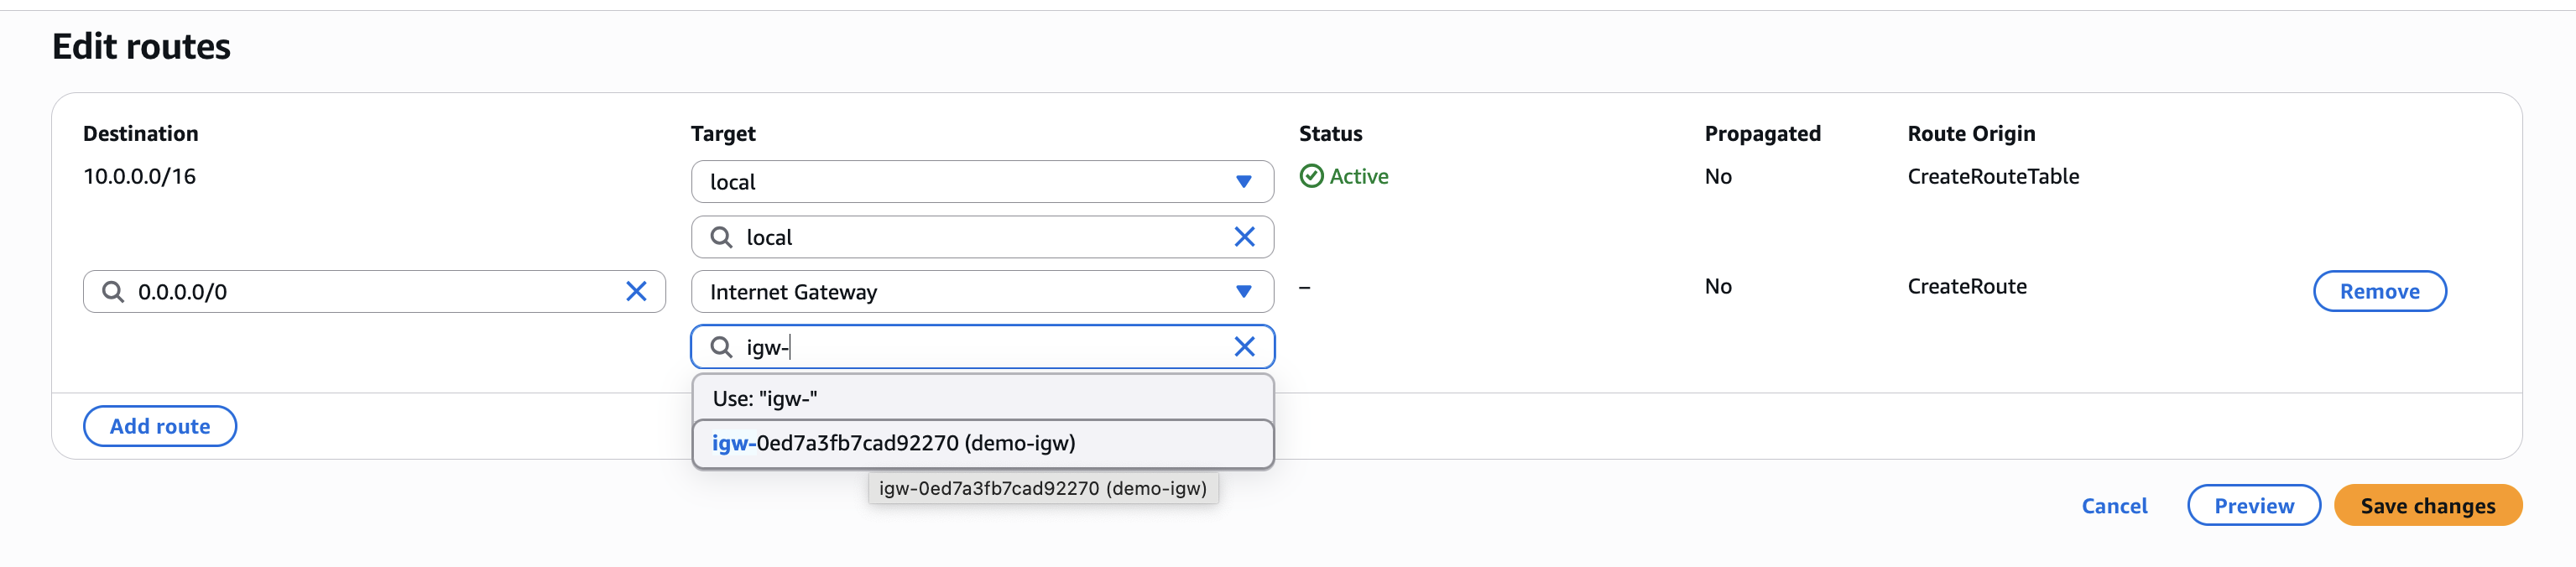 Edit routes
Destination Target Status Propagated Route Origin
10.0.0.0/16 local Active No CreateRouteTable
local
0.0.0.0/0 Internet Gateway – No CreateRoute Remove
igw-
Use: "igw-"
Add route
igw-0ed7a3fb7cad92270 (demo-igw)
igw-0ed7a3fb7cad92270 (demo-igw)
Cancel Preview Save changes